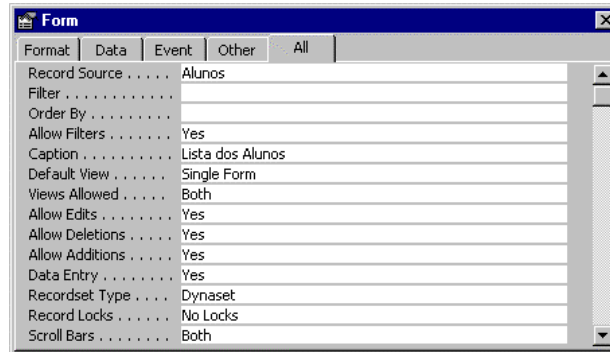 Form
Format Data Event Other All
Record Source . . . . . Alunos
Filter . . . . . . . . . . . .
Order By . . . . . . . . .
Allow Filters . . . . . . . Yes
Caption . . . . . . . . . . Lista dos Alunos
Default View . . . . . . Single Form
Views Allowed . . . . . Both
Allow Edits . . . . . . . . Yes
Allow Deletions . . . . . Yes
Allow Additions . . . . . Yes
Data Entry . . . . . . . . Yes
Recordset Type . . . . Dynaset
Record Locks . . . . . . No Locks
Scroll Bars . . . . . . . . Both